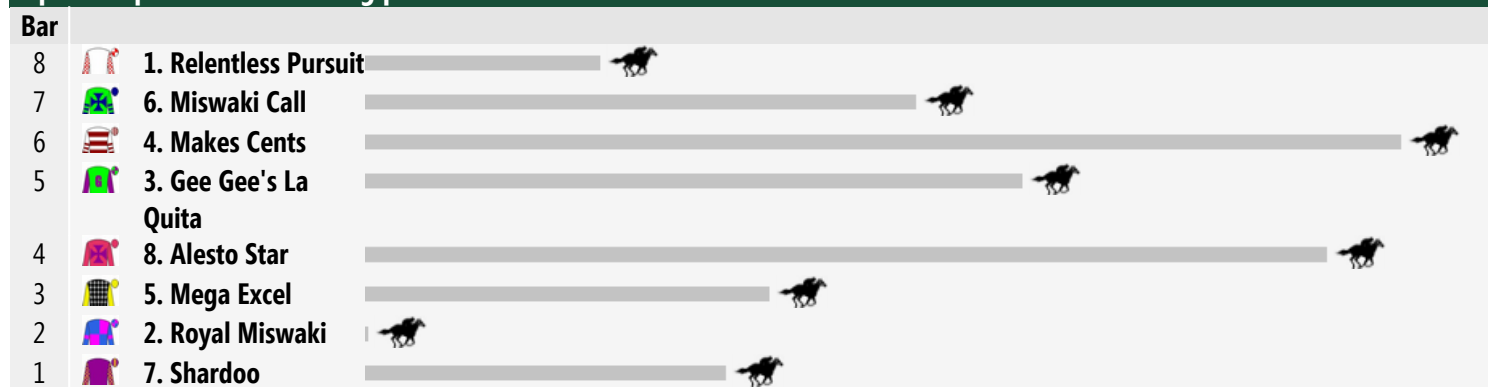 Bar
8 1. Relentless Pursuit
7 6. Miswaki Call
6 4. Makes Cents
5 3. Gee Gee's La
Quita
4 8. Alesto Star
3 5. Mega Excel
2 2. Royal Miswaki
1 7. Shardoo